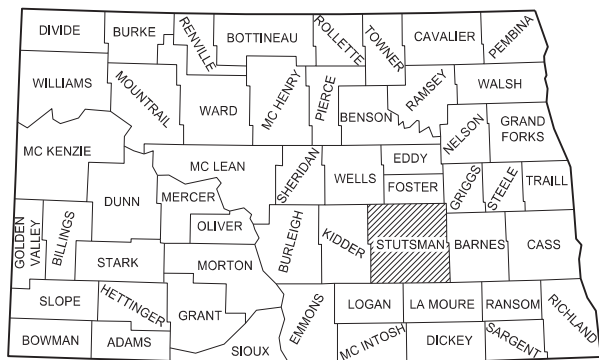 DIVIDE
BURKE
RENVILLE
BOTTINEAU
ROLLETTE
TOWNER
CAVALIER
PEMBINA
WILLIAMS
MOUNTRAIL
WARD
MC HENRY
PIERCE
BENSON
RAMSEY
WALSH
NELSON
GRAND
FORKS
MC KENZIE
DUNN
MC LEAN
MERCER
OLIVER
SHERIDAN
WELLS
EDDY
FOSTER
GRIGGS
STEELE
TRAILL
GOLDEN
VALLEY
BILLINGS
STARK
MORTON
BURLEIGH
KIDDER
STUTSMAN
BARNES
CASS
SLOPE
HETTINGER
GRANT
EMMONS
LOGAN
LA MOURE
RANSOM
RICHLAND
BOWMAN
ADAMS
SIOUX
MC INTOSH
DICKEY
SARGENT